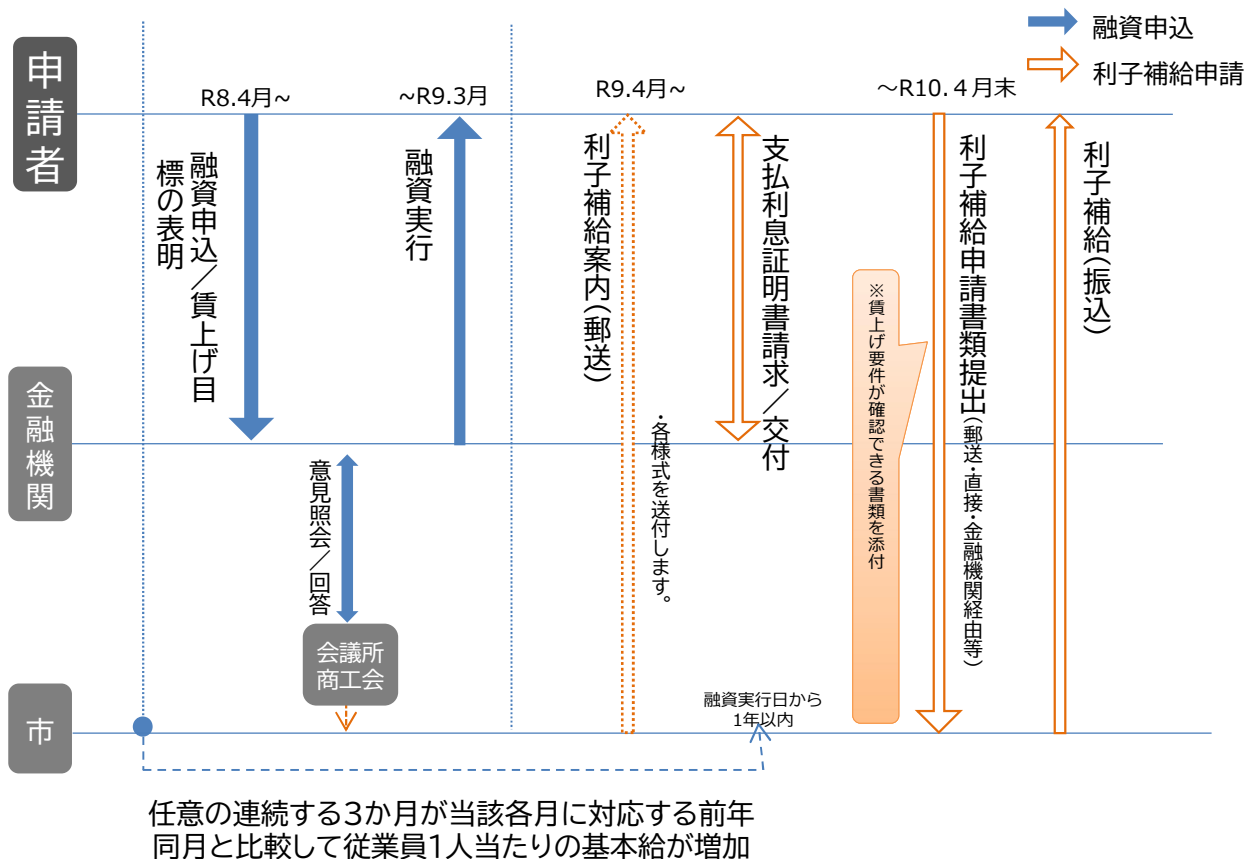 融資申込
利子補給申請
申請者
R8.4月~
~R9.3月
R9.4月~
～R10.４月末
融資申込／賃上げ目
標の表明
融資実行
利子補給案内(郵送)
・各様式を送付します。
支払利息証明書請求／交付
※賃上げ要件が確認できる書類を添付
利子補給申請書類提出(郵送・直接・金融機関経由等)
利子補給(振込)
金融機関
意見照会／回答
会議所
商工会
市
融資実行日から
1年以内
任意の連続する3か月が当該各月に対応する前年
同月と比較して従業員1人当たりの基本給が増加